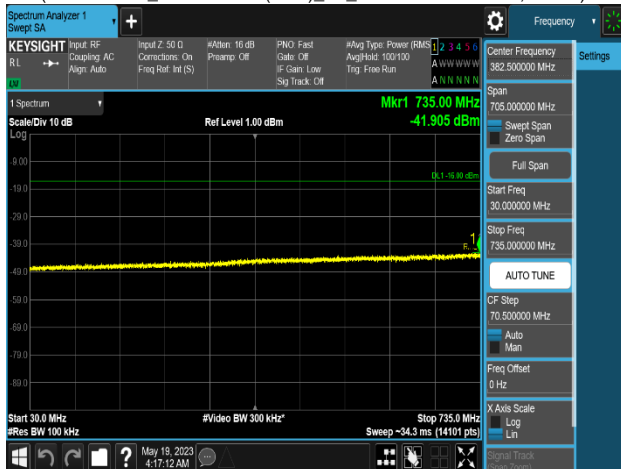 Spectrum Analyzer 1
Swept SA
Frequency
KEYSIGHT
RL
Input: RF
Coupling: AC
Align: Auto
Input Z: 50 Ω
Corrections: On
Freq Ref: Int (S)
#Atten: 16 dB
Preamp: Off
PNO: Fast
Gate: Off
IF Gain: Low
Sig Track: Off
#Avg Type: Power (RMS
Avg|Hold: 100/100
Trig: Free Run
1 2 3 4 5 6
A W W W W W
A N N N N N
Center Frequency
382.500000 MHz
Settings
Span
705.000000 MHz
Swept Span
Zero Span
Full Span
Start Freq
30.000000 MHz
Stop Freq
735.000000 MHz
AUTO TUNE
CF Step
70.500000 MHz
Auto
Man
Freq Offset
0 Hz
X Axis Scale
Log
Lin
Signal Track
(Span Zoom)
1 Spectrum
Scale/Div 10 dB
Log
Ref Level 1.00 dBm
Mkr1 735.00 MHz
-41.905 dBm
DL1 -16.00 dBm
-9.00
-19.0
-29.0
-39.0
-49.0
-59.0
-69.0
-79.0
-89.0
1
Start 30.0 MHz
#Res BW 100 kHz
#Video BW 300 kHz*
Stop 735.0 MHz
Sweep ~34.3 ms (14101 pts)
May 19, 2023
4:17:12 AM